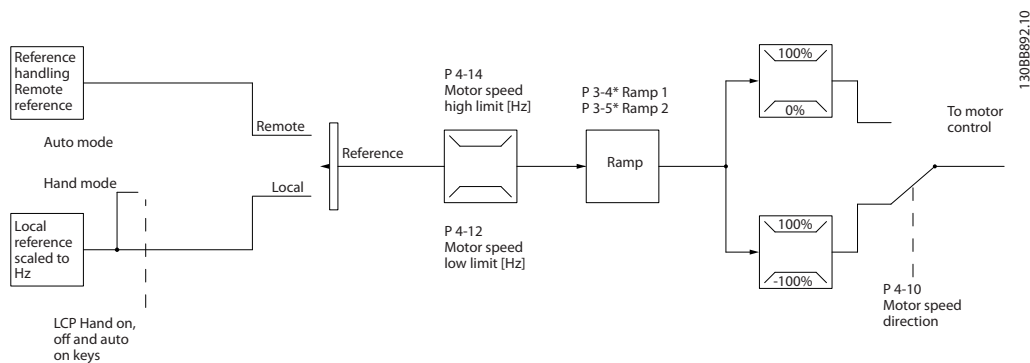 Reference
handling
Remote
reference
Auto mode
Hand mode
Local
reference
scaled to
Hz
LCP Hand on,
off and auto
on keys
Remote
Local
Reference
P 4-14
Motor speed
high limit [Hz]
P 4-12
Motor speed
low limit [Hz]
P 3-4* Ramp 1
P 3-5* Ramp 2
Ramp
100%
0%
100%
-100%
To motor
control
P 4-10
Motor speed
direction
130BB892.10